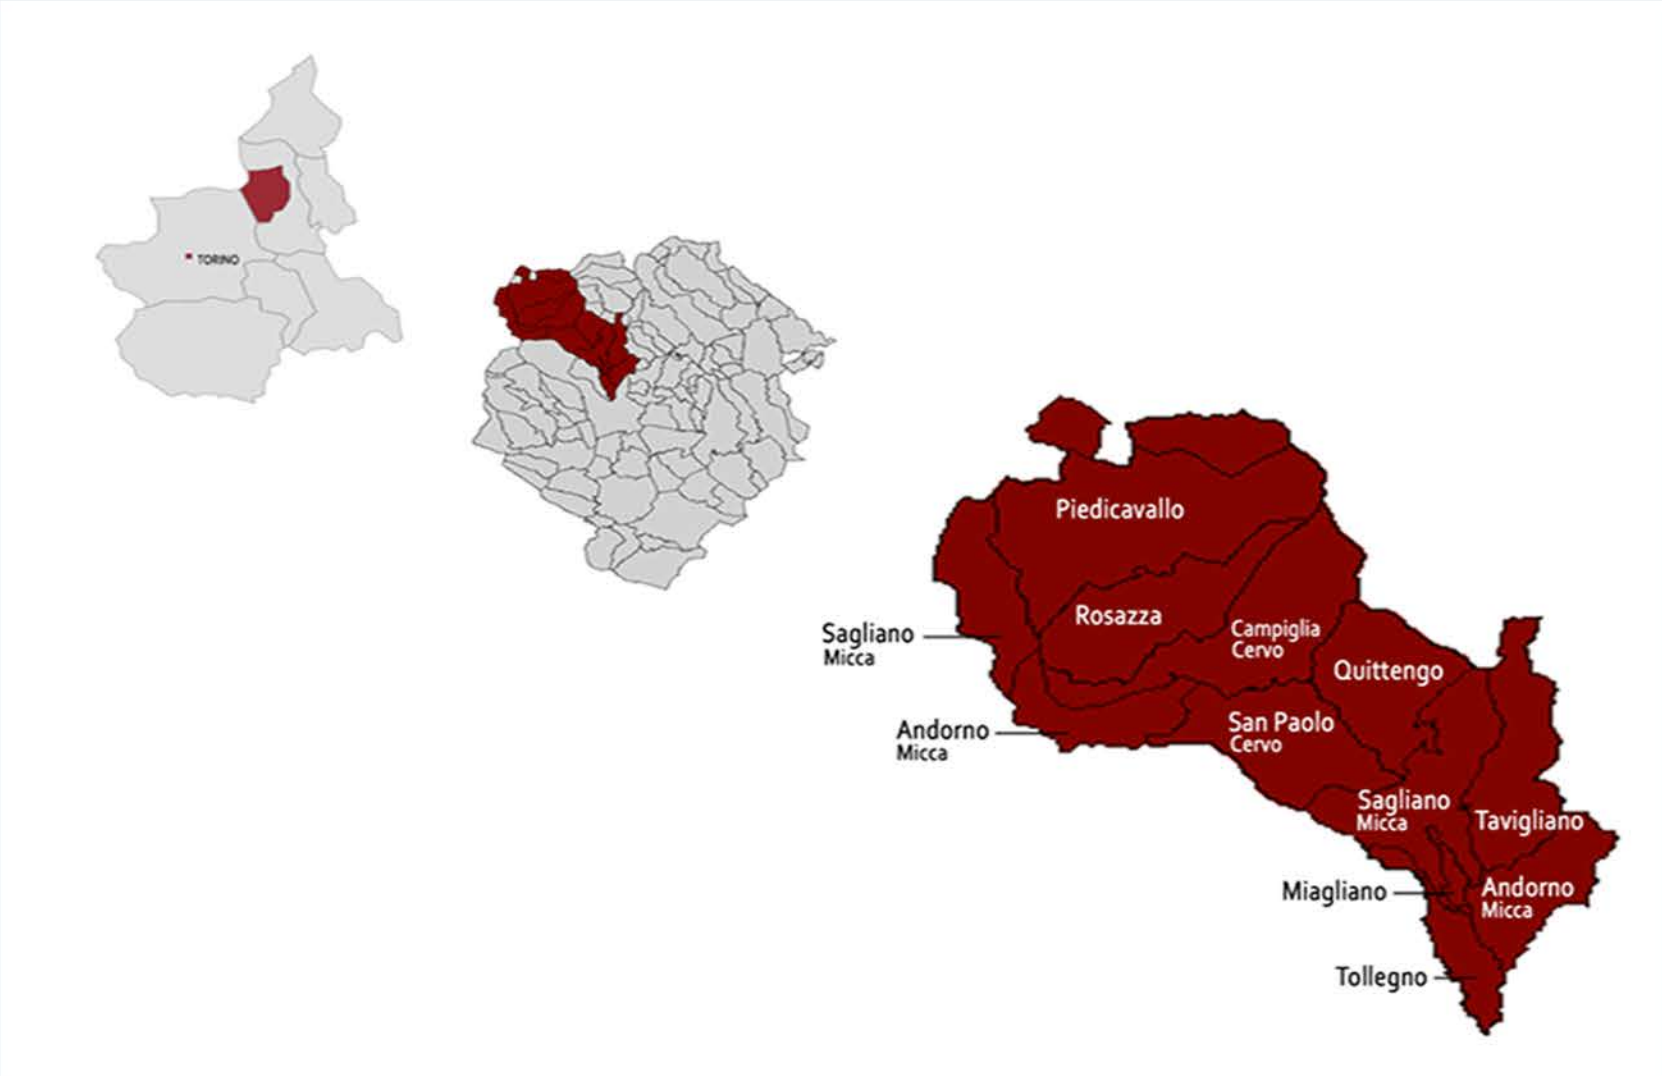 TORINO
Piedicavallo
Rosazza
Campiglia
Cervo
Sagliano
Micca
Quittengo
Andorno
Micca
San Paolo
Cervo
Sagliano
Micca
Tavigliano
Miagliano
Andorno
Micca
Tollegno